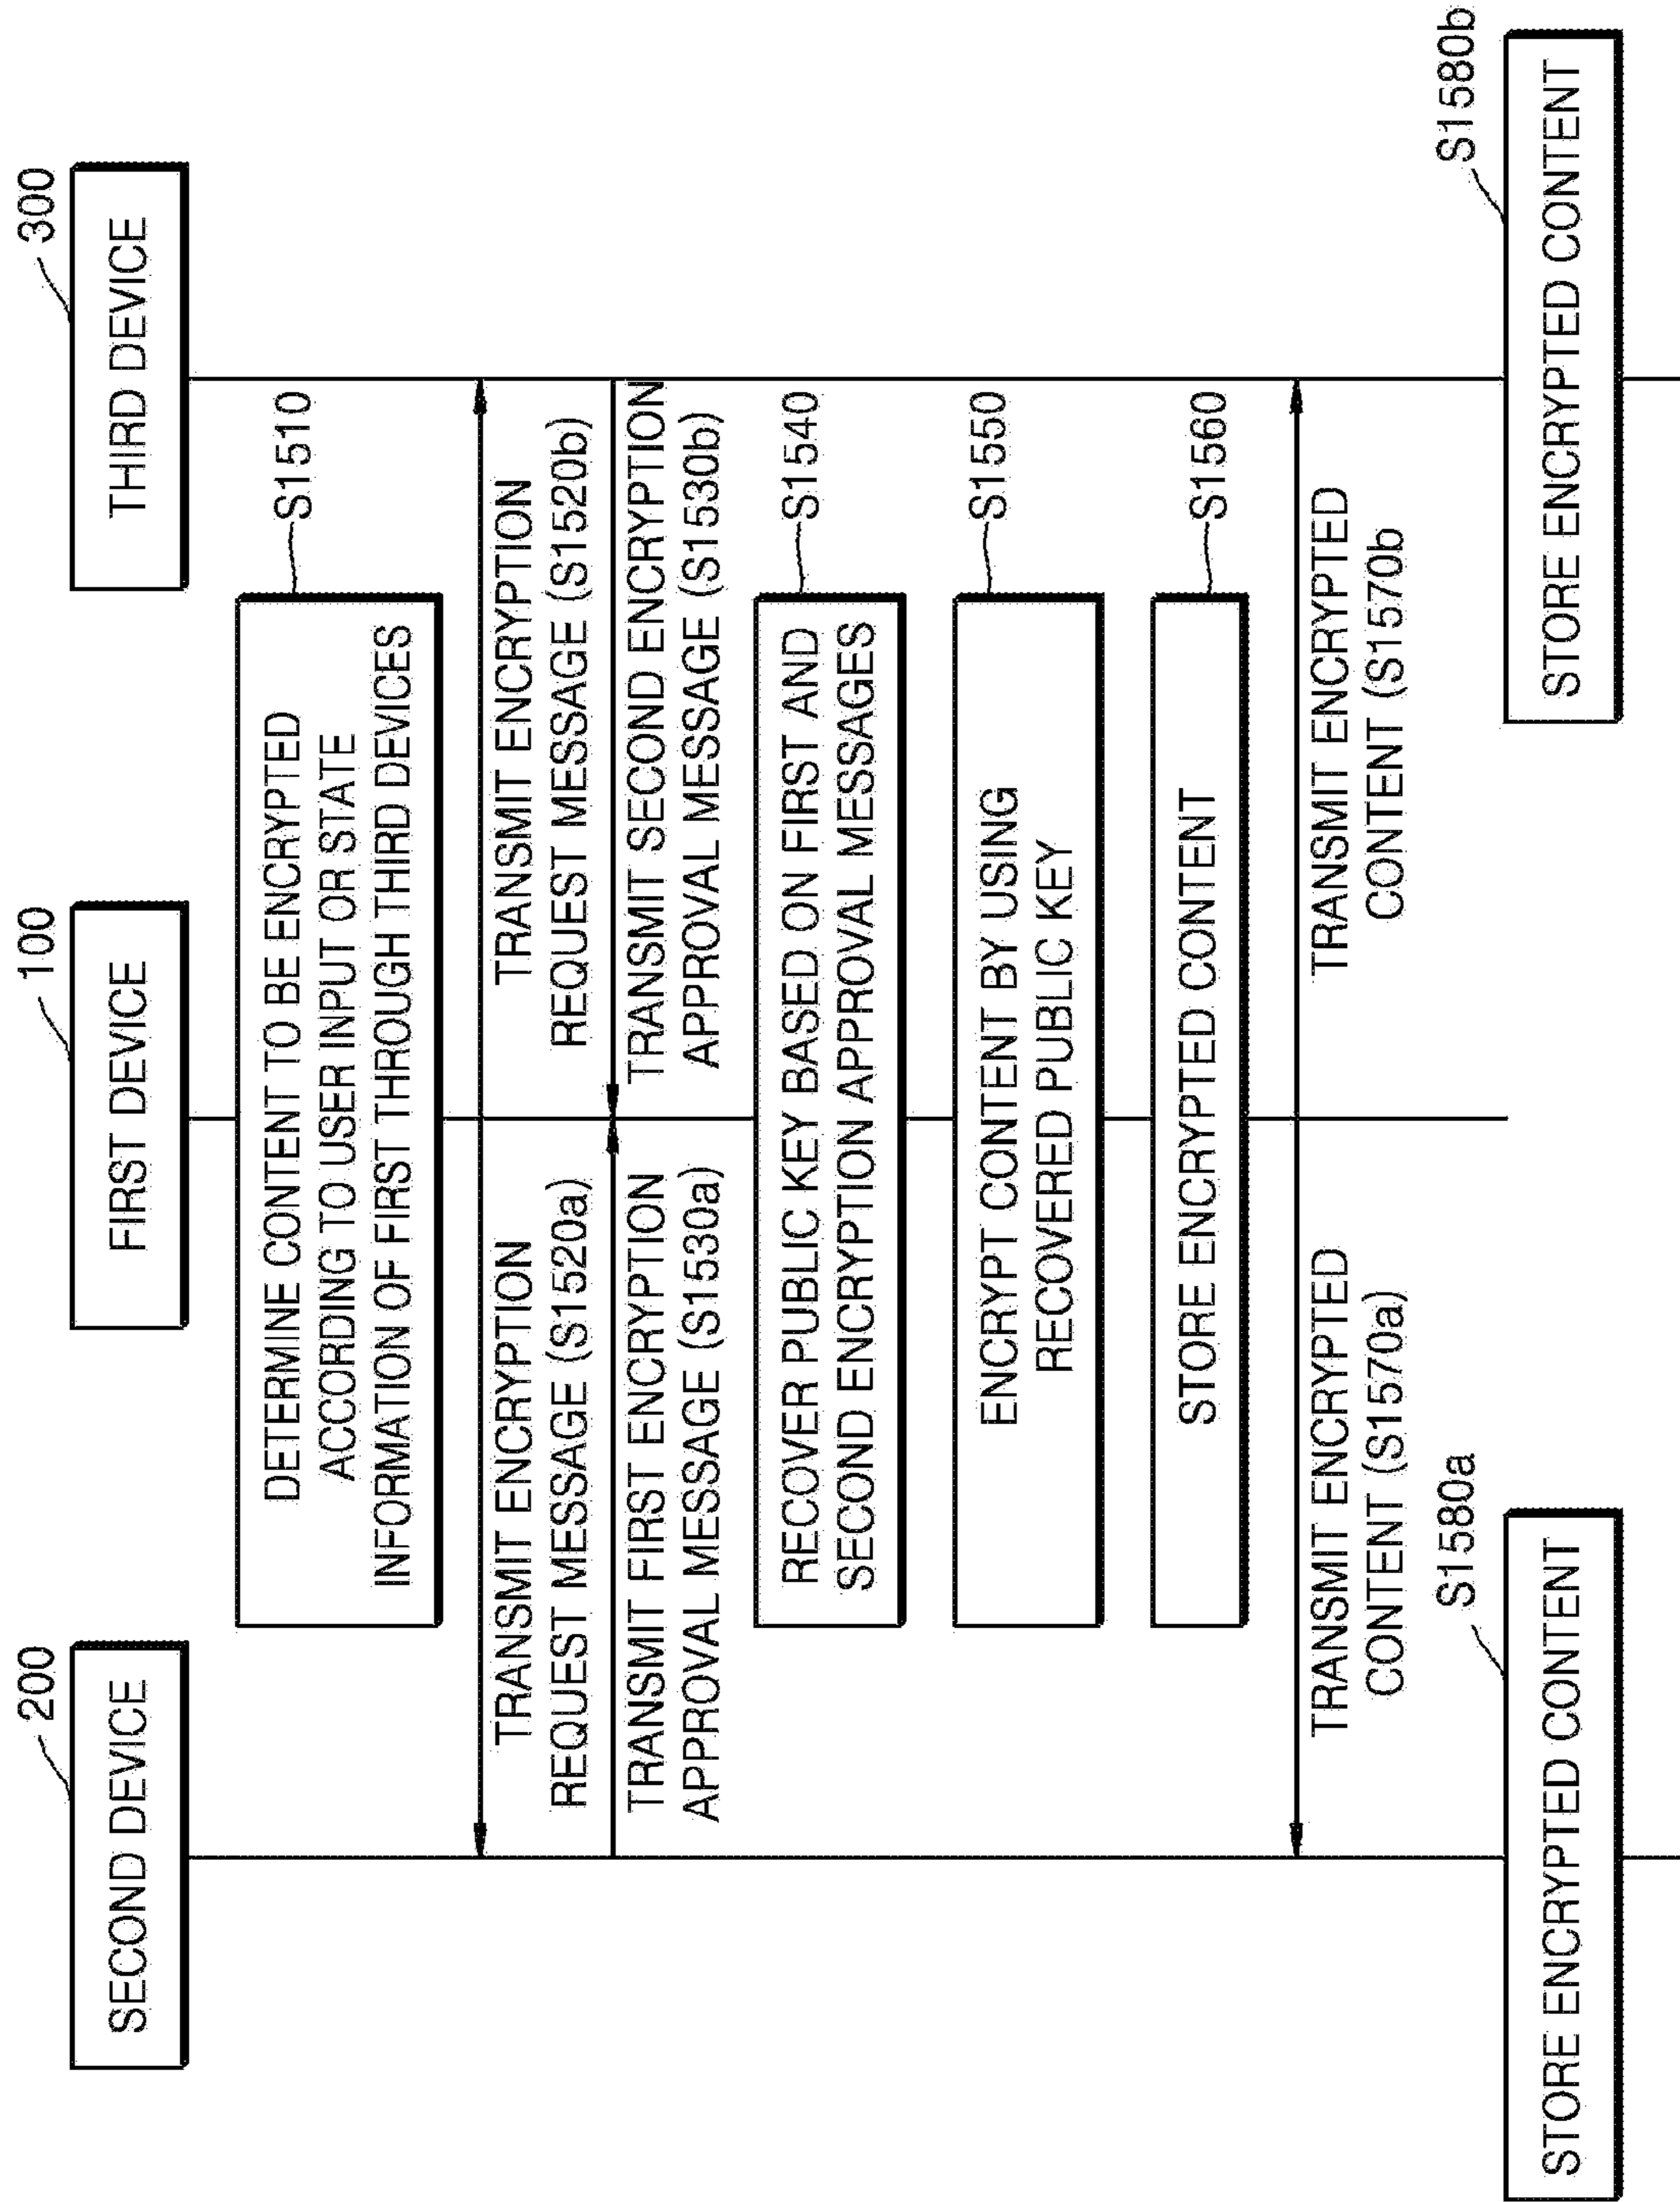 200
SECOND DEVICE
100
FIRST DEVICE
300
THIRD DEVICE
DETERMINE CONTENT TO BE ENCRYPTED
ACCORDING TO USER INPUT OR STATE
INFORMATION OF FIRST THROUGH THIRD DEVICES
S1510
TRANSMIT ENCRYPTION
REQUEST MESSAGE (S1520a)
TRANSMIT ENCRYPTION
REQUEST MESSAGE (S1520b)
TRANSMIT FIRST ENCRYPTION
APPROVAL MESSAGE (S1530a)
TRANSMIT SECOND ENCRYPTION
APPROVAL MESSAGE (S1530b)
RECOVER PUBLIC KEY BASED ON FIRST AND
SECOND ENCRYPTION APPROVAL MESSAGES
S1540
ENCRYPT CONTENT BY USING
RECOVERED PUBLIC KEY
S1550
STORE ENCRYPTED CONTENT
S1560
TRANSMIT ENCRYPTED
CONTENT (S1570a)
TRANSMIT ENCRYPTED
CONTENT (S1570b)
S1580a
STORE ENCRYPTED CONTENT
S1580b
STORE ENCRYPTED CONTENT